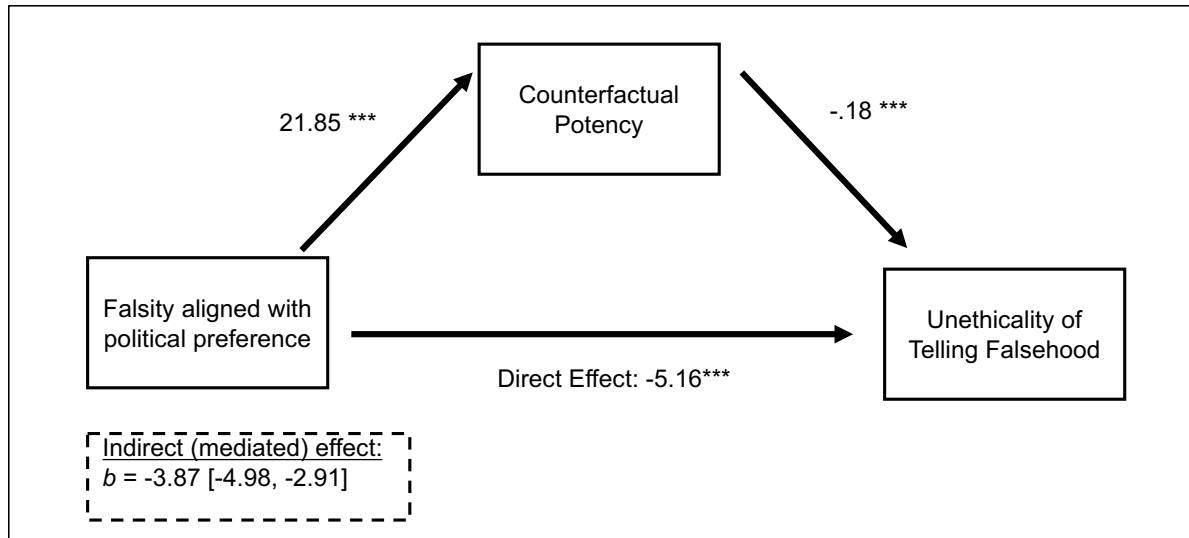 Counterfactual
Potency
21.85 ***
-.18 ***
Falsity aligned with
political preference
Unethicality of
Telling Falsehood
Direct Effect: -5.16***
Indirect (mediated) effect:
b = -3.87 [-4.98, -2.91]